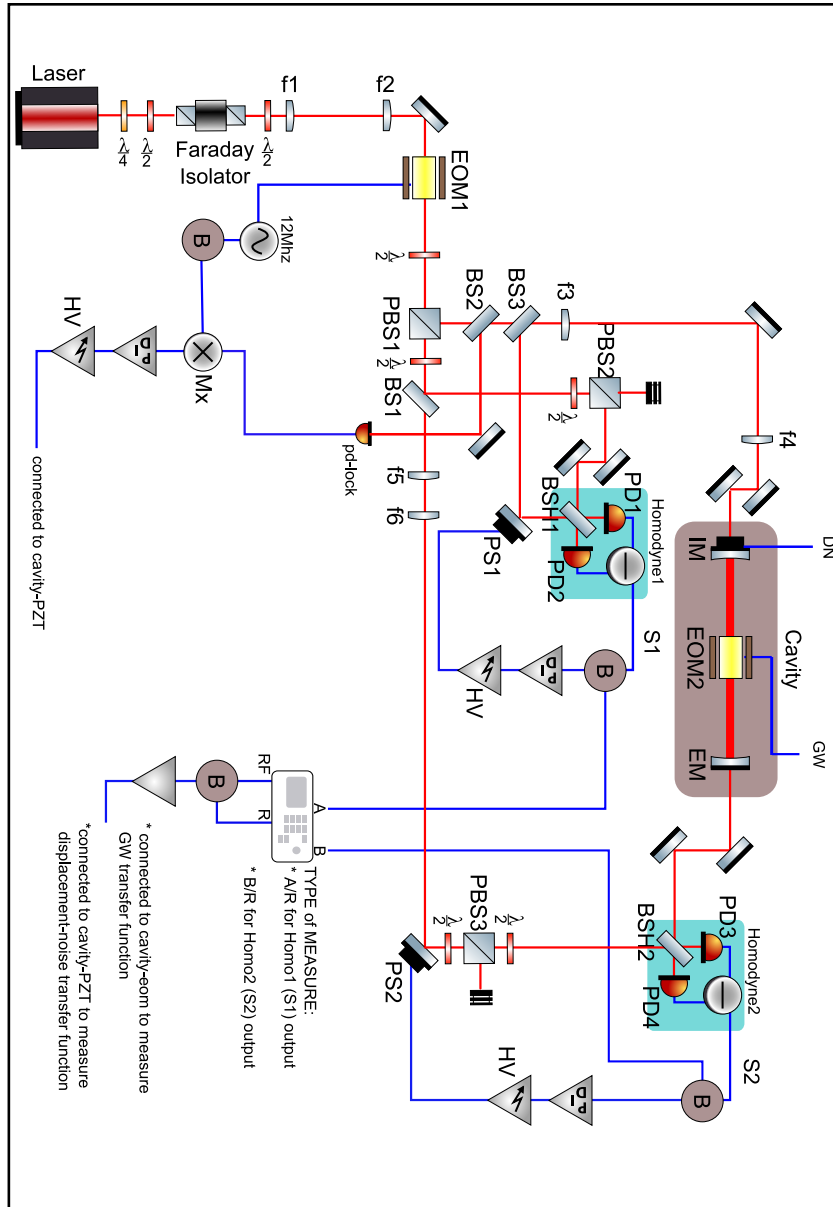 Laser
λ/4
λ/2
Faraday
Isolator
λ/2
f1
f2
EOM1
12Mhz
B
HV
P
I
D
Mx
connected to cavity-PZT
λ/2
PBS1
λ/2
BS1
BS2
BS3
f3
PBS2
λ/2
pd-lock
f5
f6
f4
BSH1
PD1
PD2
Homodyne1
PS1
S1
B
P
I
D
HV
IM
DN
Cavity
EOM2
GW
EM
RF
R
A
B
B
TYPE of MEASURE:
* A/R for Homo1 (S1) output
* B/R for Homo2 (S2) output
* connected to cavity-eom to measure
GW transfer function
*connected to cavity-PZT to measure
displacement-noise transfer function
λ/2
PBS3
λ/2
PS2
BSH2
PD3
PD4
Homodyne2
S2
B
P
I
D
HV